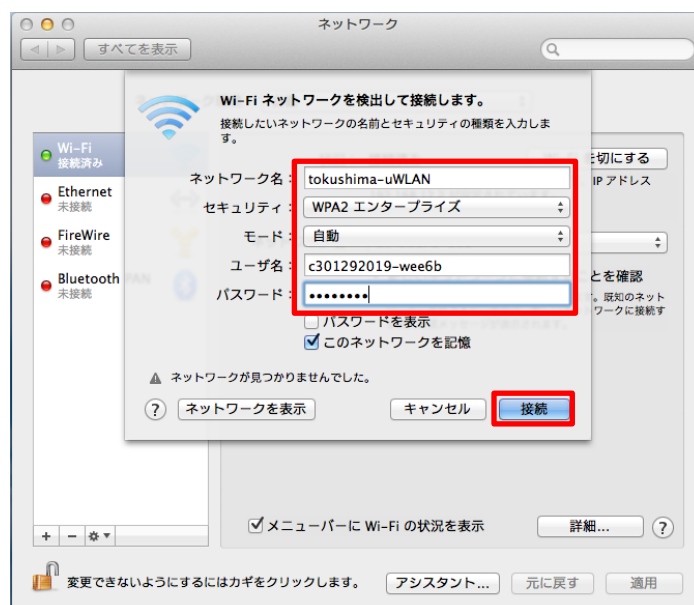 ネットワーク
すべてを表示
Wi-Fi ネットワークを検出して接続します。
接続したいネットワークの名前とセキュリティの種類を入力しま
す。
Wi-Fi
接続済み
切にする
ネットワーク名： tokushima-uWLAN
IP アドレス
Ethernet
未接続
セキュリティ： WPA2 エンタープライズ
FireWire
未接続
モード： 自動
ユーザ名： c301292019-wee6b
Bluetooth PAN
未接続
ことを確認
パスワード： ••••••••
。既知のネット
ワークに接続す
パスワードを表示
このネットワークを記憶
ネットワークが見つかりませんでした。
? ネットワークを表示 キャンセル 接続
メニューバーに Wi-Fi の状況を表示 詳細... ?
+ −
変更できないようにするにはカギをクリックします。 アシスタント... 元に戻す 適用